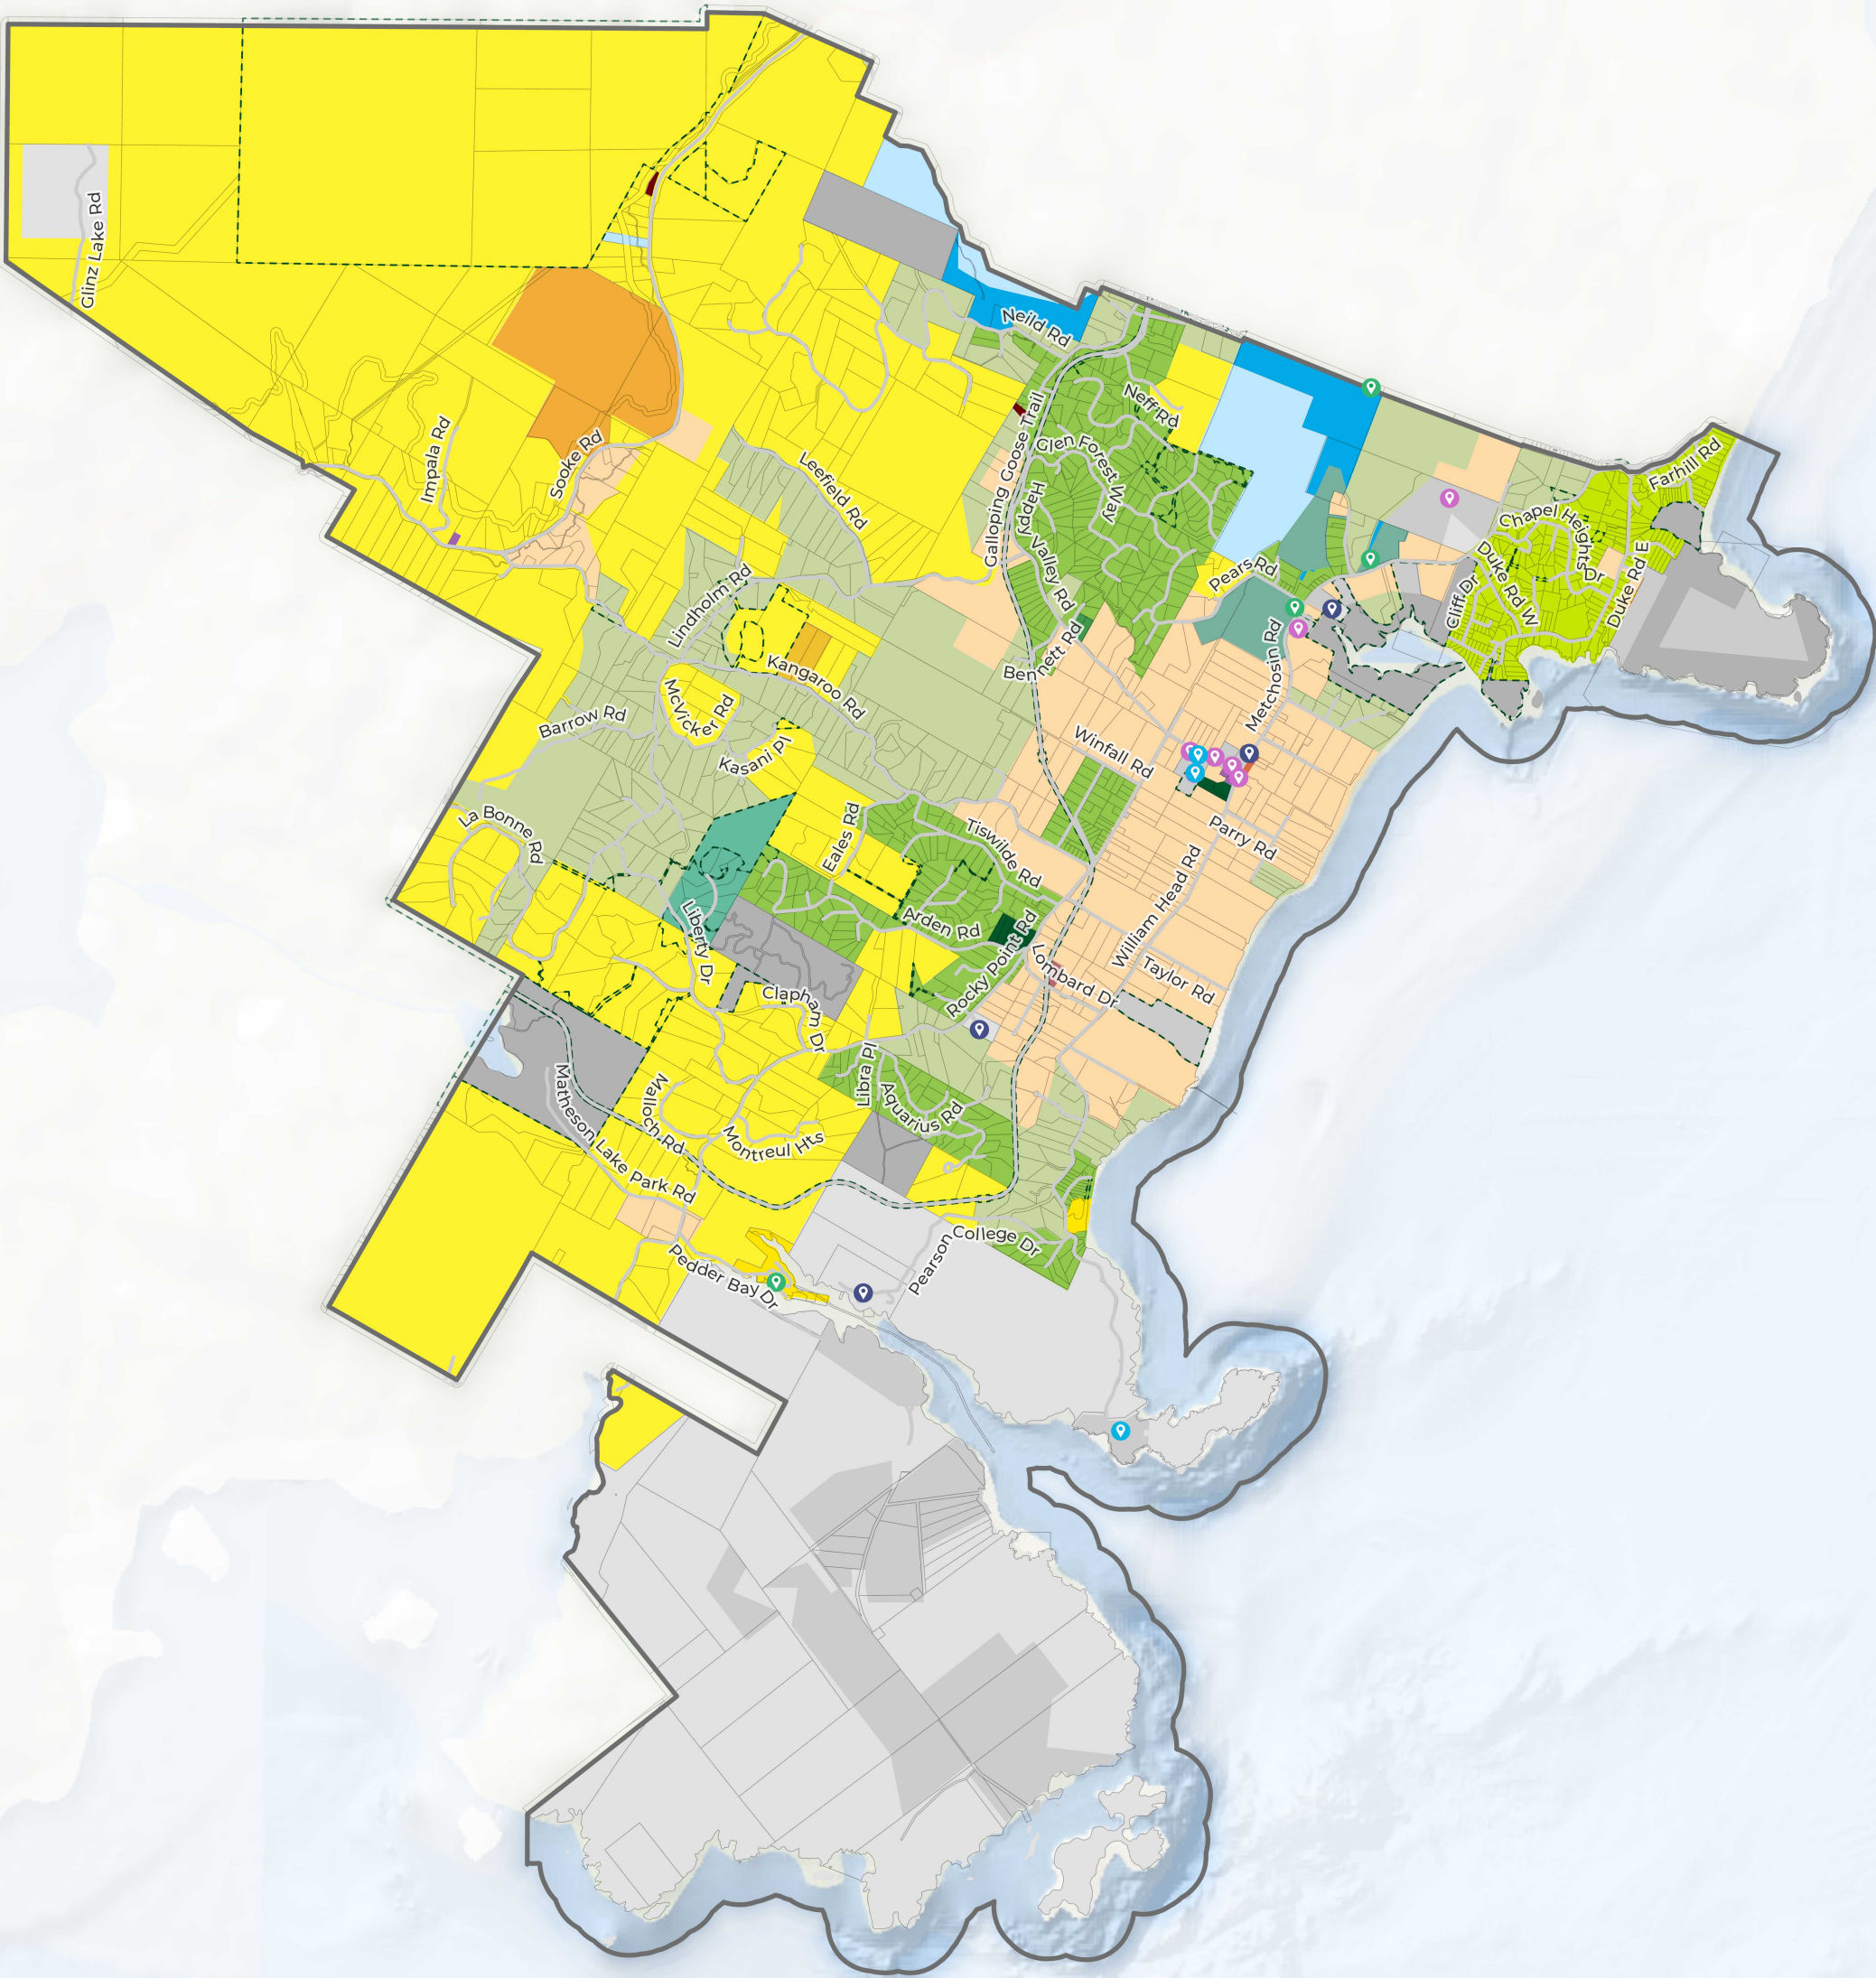 Glinz Lake Rd
Neild Rd
Galloping Goose Trail
Neff Rd
Glen Forest Way
Impala Rd
Sooke Rd
Leefield Rd
Happy Valley Rd
Farhill Rd
Chapel Heights Dr
Duke Rd W
Duke Rd E
Cliff Dr
Pears Rd
Lindholm Rd
Bennett Rd
Metchosin Rd
Kangaroo Rd
McVicker Rd
Barrow Rd
Kasani Pl
Winfall Rd
La Bonne Rd
Eales Rd
Tiswilde Rd
Parry Rd
William Head Rd
Arden Rd
Liberty Dr
Rocky Point Rd
Lombard Dr
Taylor Rd
Clapham Dr
Libra Pl
Aquarius Rd
Matheson Lake Park Rd
Malloch Rd
Montreul Hts
Pedder Bay Dr
Pearson College Dr